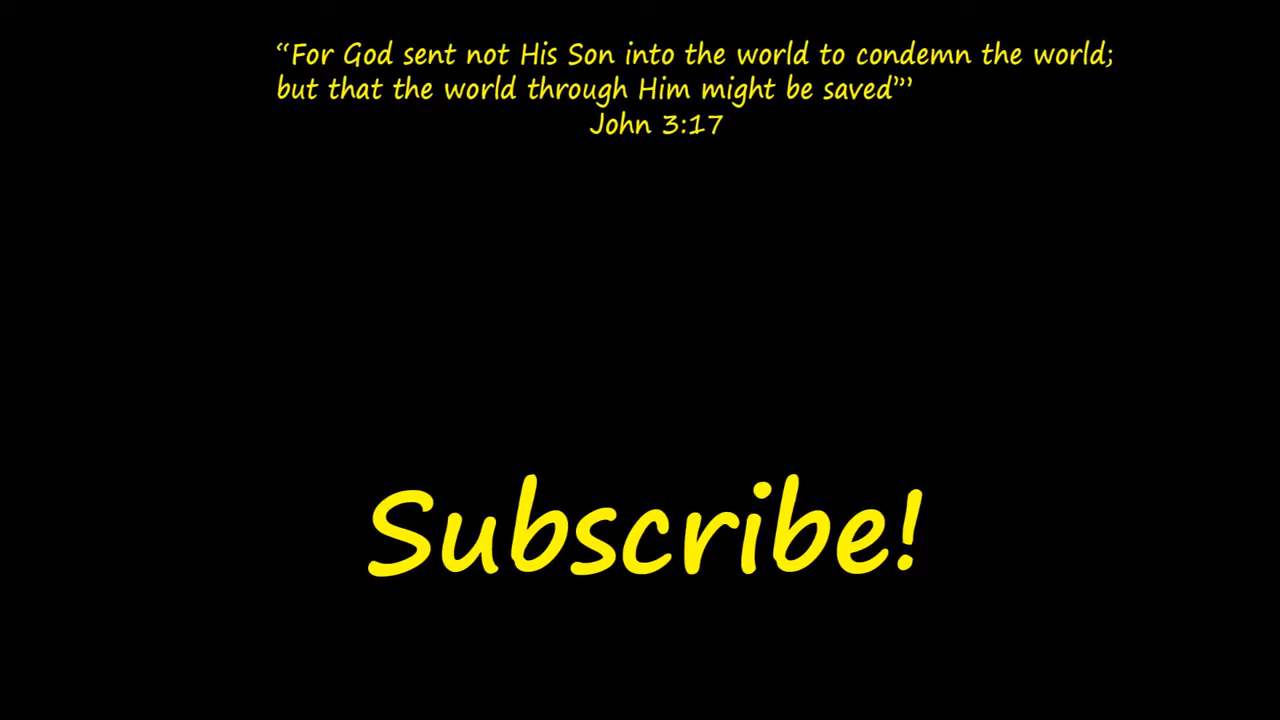 “For God sent not His Son into the world to condemn the world;
but that the world through Him might be saved”’
John 3:17
Subscribe!